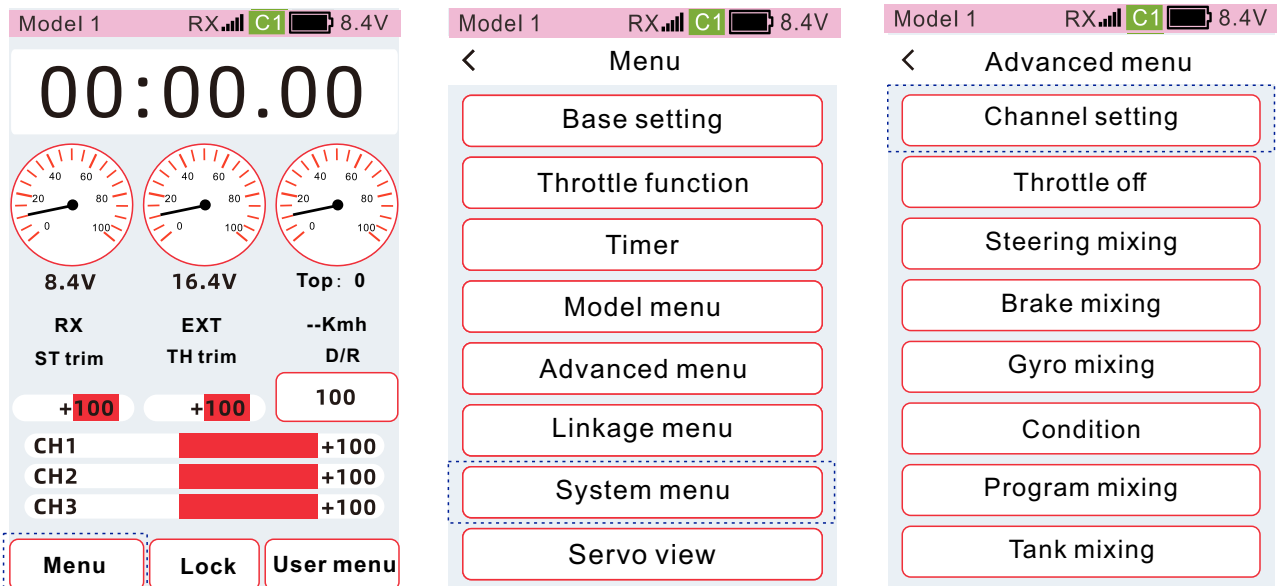 Model 1 RX C1 8.4V
00:00.00
20 40 60 80 0 100
20 40 60 80 0 100
20 40 60 80 0 100
8.4V 16.4V Top: 0
RX EXT --Kmh
ST trim TH trim D/R
+100 +100 100
CH1 +100
CH2 +100
CH3 +100
Menu Lock User menu
Model 1 RX C1 8.4V
< Menu
Base setting
Throttle function
Timer
Model menu
Advanced menu
Linkage menu
System menu
Servo view
Model 1 RX C1 8.4V
< Advanced menu
Channel setting
Throttle off
Steering mixing
Brake mixing
Gyro mixing
Condition
Program mixing
Tank mixing